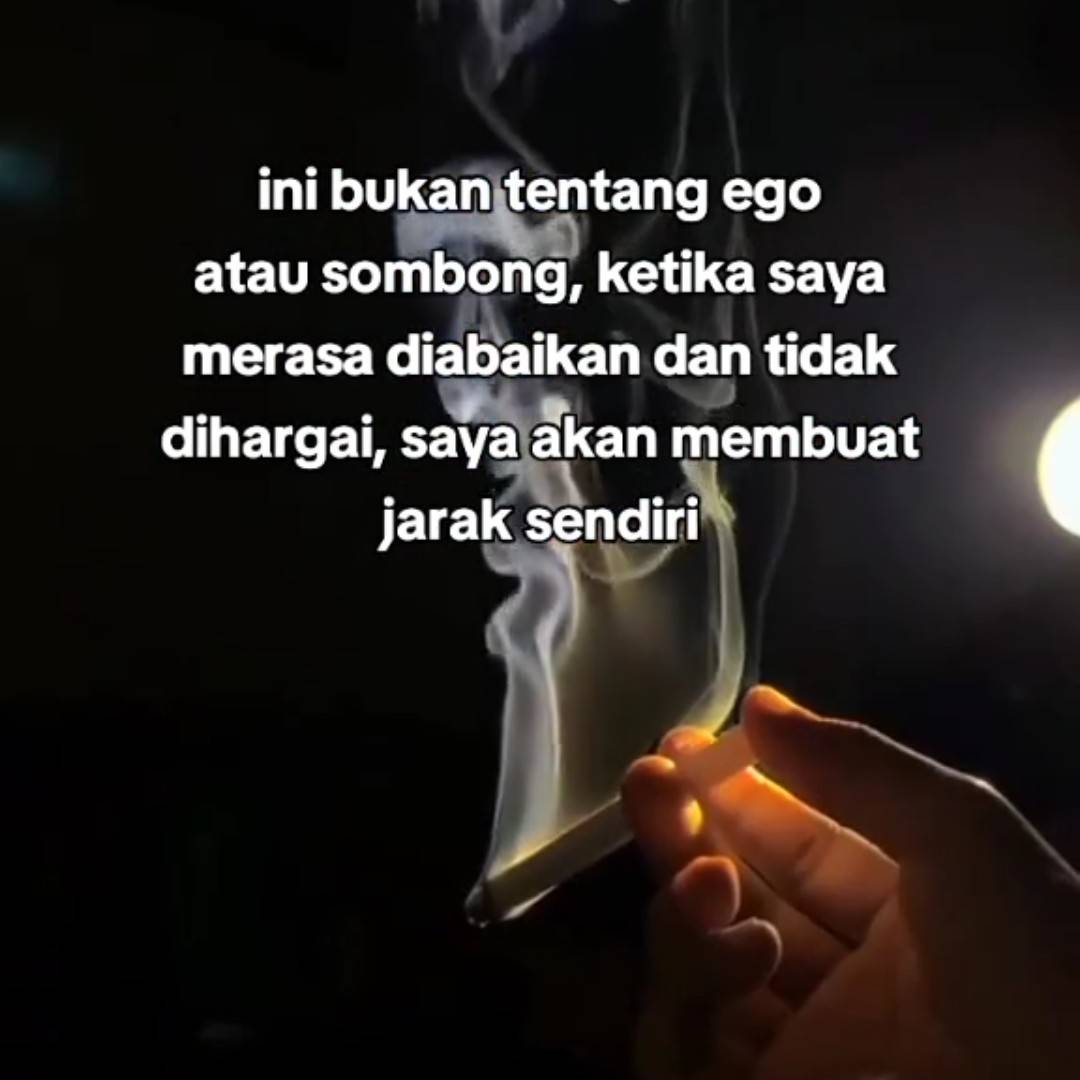 ini bukan tentang ego
atau sombong, ketika saya
merasa diabaikan dan tidak
dihargai, saya akan membuat
jarak sendiri